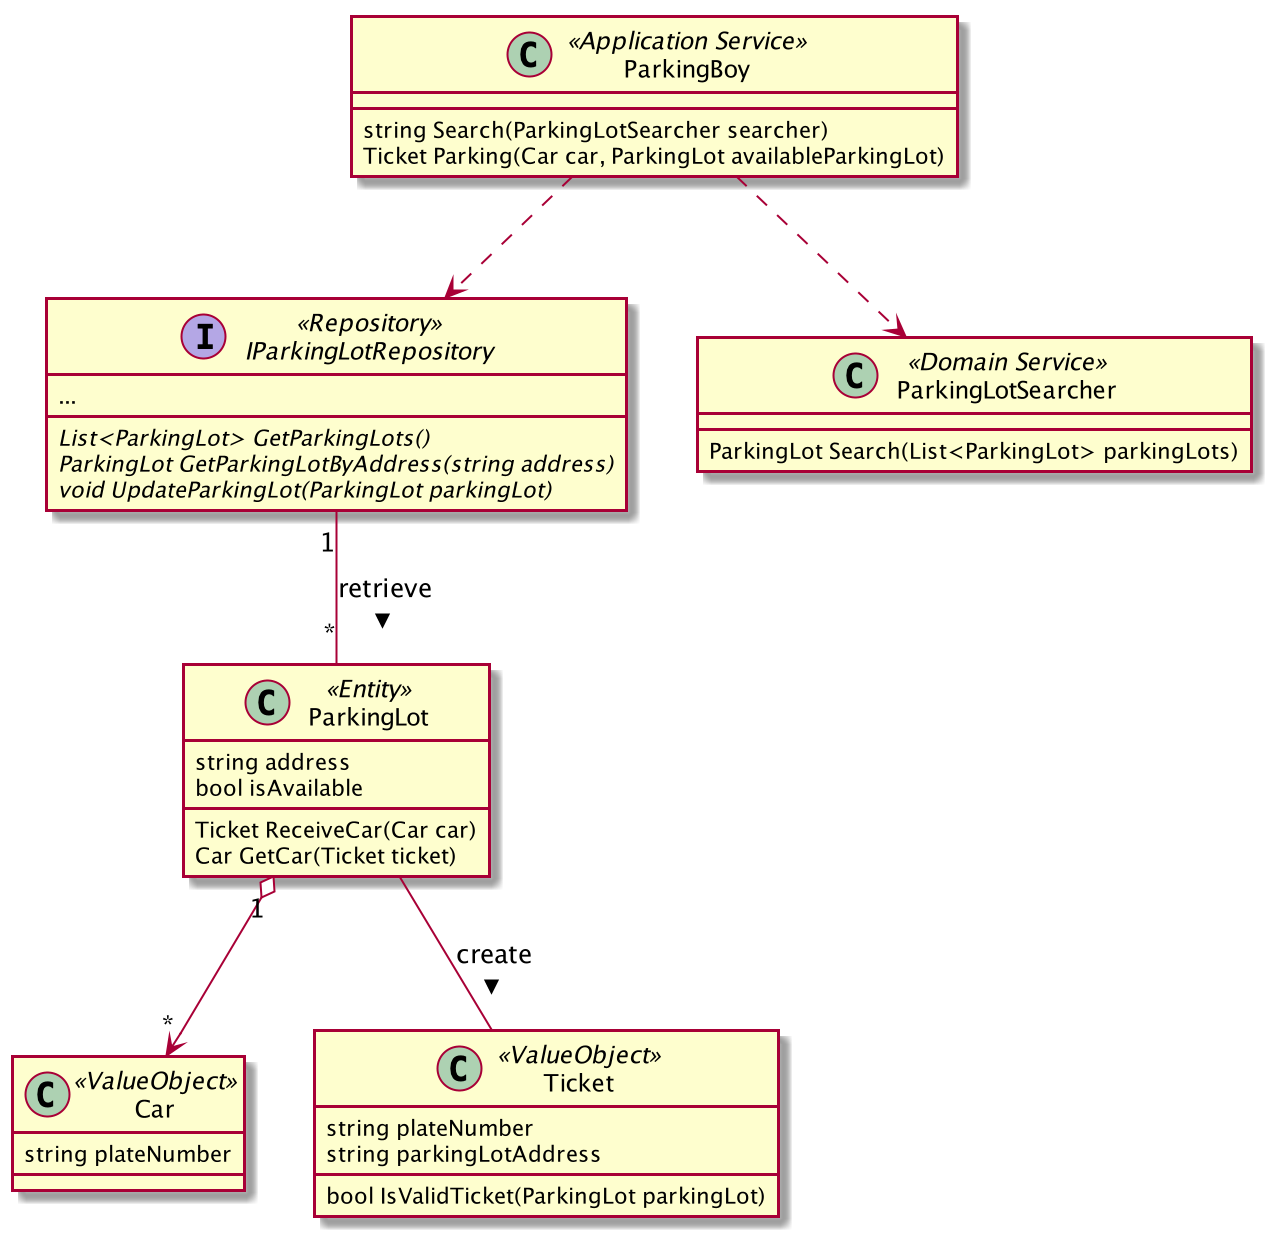 C
«Application Service»
ParkingBoy
string Search(ParkingLotSearcher searcher)
Ticket Parking(Car car, ParkingLot availableParkingLot)
I
«Repository»
IParkingLotRepository
...
List<ParkingLot> GetParkingLots()
ParkingLot GetParkingLotByAddress(string address)
void UpdateParkingLot(ParkingLot parkingLot)
C
«Domain Service»
ParkingLotSearcher
ParkingLot Search(List<ParkingLot> parkingLots)
1
retrieve
▼
*
C
«Entity»
ParkingLot
string address
bool isAvailable
Ticket ReceiveCar(Car car)
Car GetCar(Ticket ticket)
1
create
▼
*
C
«ValueObject»
Car
string plateNumber
C
«ValueObject»
Ticket
string plateNumber
string parkingLotAddress
bool IsValidTicket(ParkingLot parkingLot)